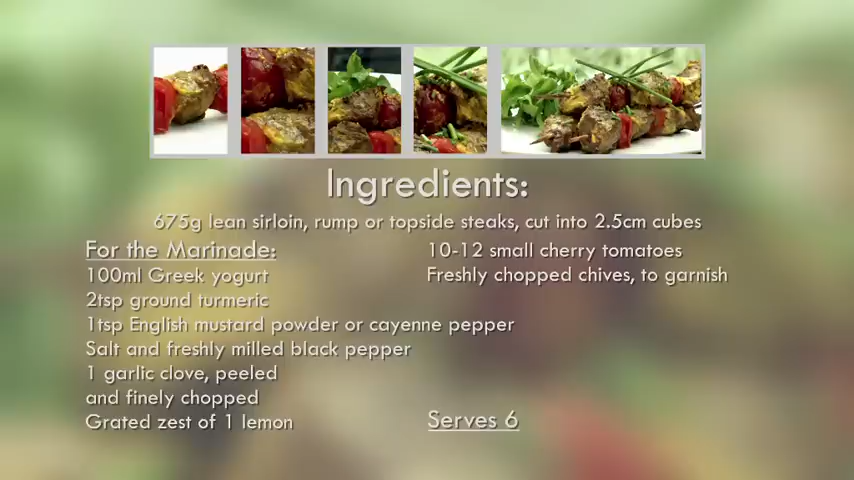 Ingredients:
675g lean sirloin, rump or topside steaks, cut into 2.5cm cubes
For the Marinade:
100ml Greek yogurt
2tsp ground turmeric
1tsp English mustard powder or cayenne pepper
Salt and freshly milled black pepper
1 garlic clove, peeled
and finely chopped
Grated zest of 1 lemon
10-12 small cherry tomatoes
Freshly chopped chives, to garnish
Serves 6